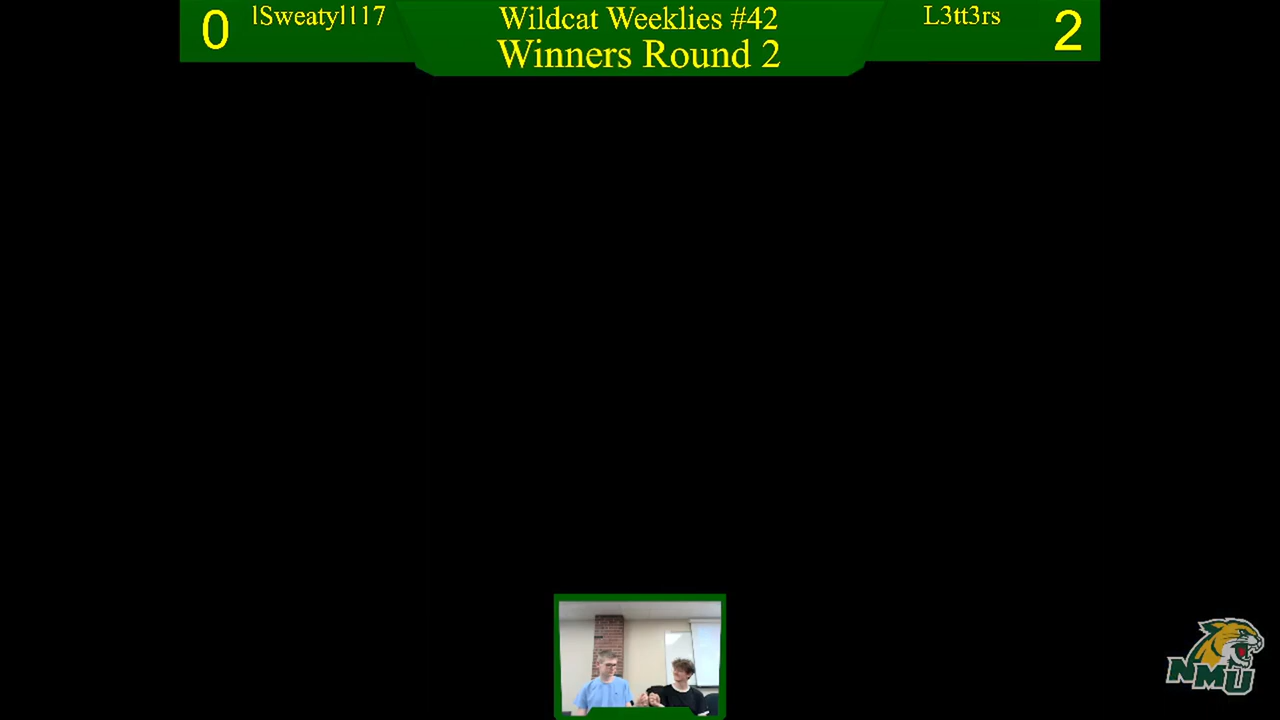 0
lSweatyl117
Wildcat Weeklies #42
Winners Round 2
L3tt3rs
2
NMU